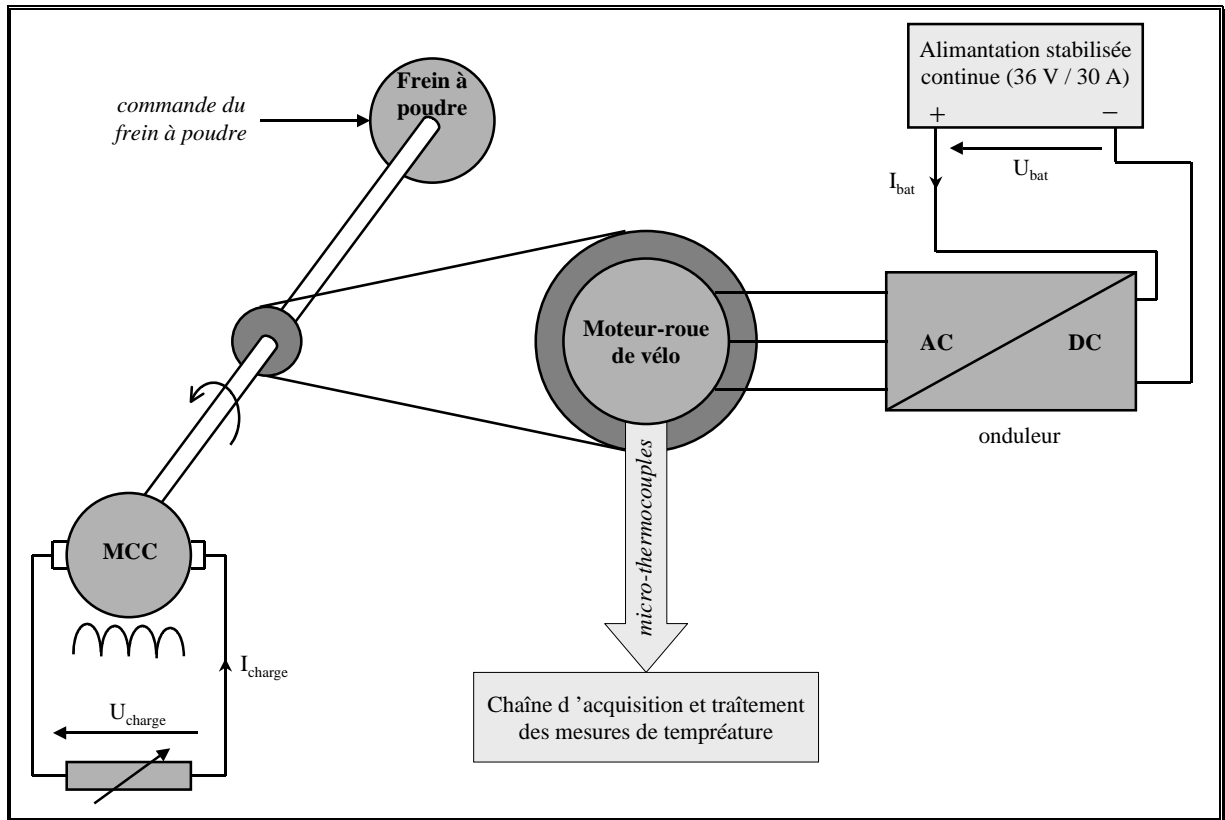 Frein à
poudre
commande du
frein à poudre
Alimantation stabilisée
continue (36 V / 30 A)
+ −
I bat
U bat
Moteur-roue
de vélo
AC
DC
onduleur
micro-thermocouples
MCC
I charge
U charge
Chaîne d ’acquisition et traîtement
des mesures de tempréature